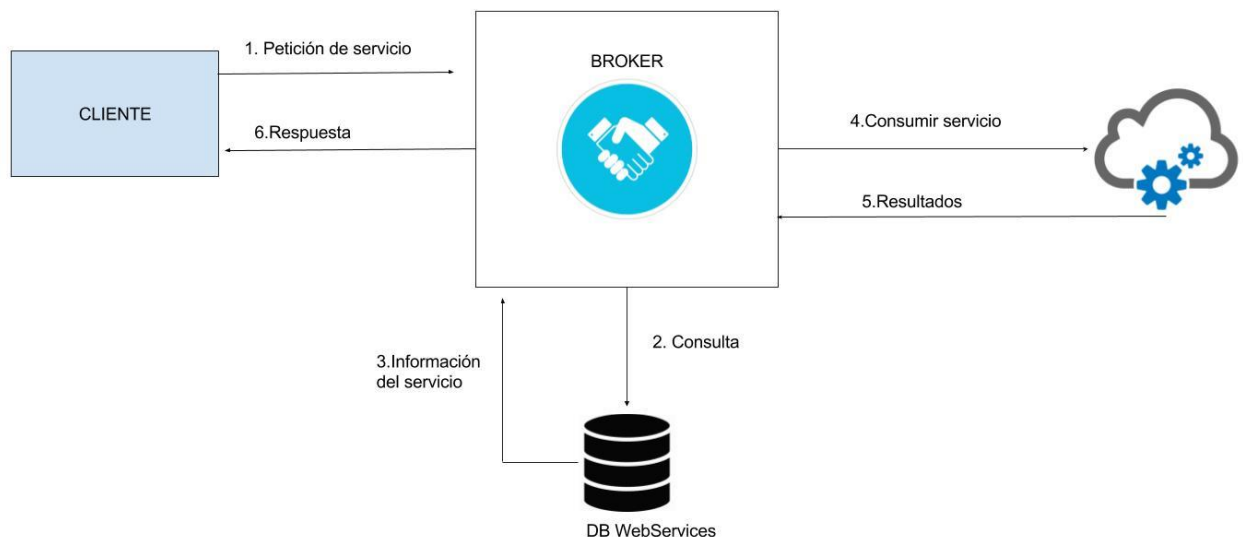 1. Petición de servicio
BROKER
CLIENTE
6.Respuesta
4.Consumir servicio
5.Resultados
2. Consulta
3.Información
del servicio
DB WebServices